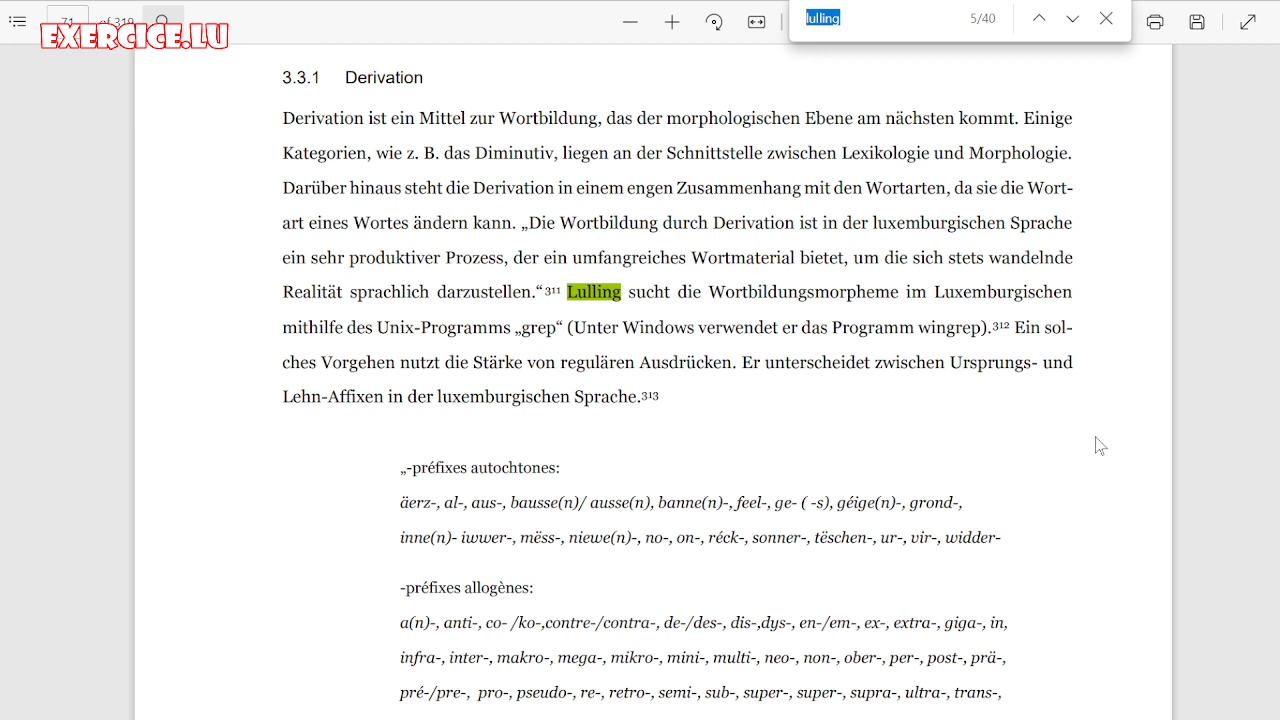 71 of 319
lulling 5/40
EXERCICE.LU
3.3.1 Derivation
Derivation ist ein Mittel zur Wortbildung, das der morphologischen Ebene am nächsten kommt. Einige
Kategorien, wie z. B. das Diminutiv, liegen an der Schnittstelle zwischen Lexikologie und Morphologie.
Darüber hinaus steht die Derivation in einem engen Zusammenhang mit den Wortarten, da sie die Wort-
art eines Wortes ändern kann. „Die Wortbildung durch Derivation ist in der luxemburgischen Sprache
ein sehr produktiver Prozess, der ein umfangreiches Wortmaterial bietet, um die sich stets wandelnde
Realität sprachlich darzustellen.“³¹¹ Lulling sucht die Wortbildungsmorpheme im Luxemburgischen
mithilfe des Unix-Programms „grep“ (Unter Windows verwendet er das Programm wingrep).³¹² Ein sol-
ches Vorgehen nutzt die Stärke von regulären Ausdrücken. Er unterscheidet zwischen Ursprungs- und
Lehn-Affixen in der luxemburgischen Sprache.³¹³
„-préfixes autochtones:
äerz-, al-, aus-, bausse(n)/ ausse(n), banne(n)-, feel-, ge- ( -s), géige(n)-, grond-,
inne(n)- iwwer-, mëss-, niewe(n)-, no-, on-, réck-, sonner-, tëschen-, ur-, vir-, widder-
-préfixes allogènes:
a(n)-, anti-, co- /ko-,contre-/contra-, de-/des-, dis-,dys-, en-/em-, ex-, extra-, giga-, in,
infra-, inter-, makro-, mega-, mikro-, mini-, multi-, neo-, non-, ober-, per-, post-, prä-,
pré-/pre-, pro-, pseudo-, re-, retro-, semi-, sub-, super-, super-, supra-, ultra-, trans-,